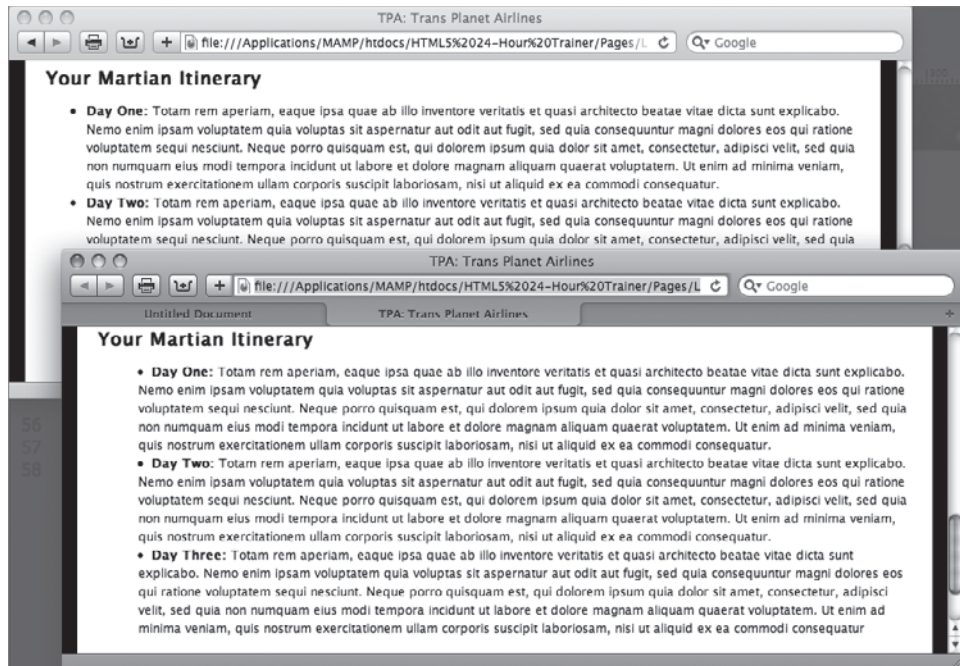 TPA: Trans Planet Airlines
file:///Applications/MAMP/htdocs/HTML5%2024-Hour%20Trainer/Pages/L
Google
Your Martian Itinerary
• Day One: Totam rem aperiam, eaque ipsa quae ab illo inventore veritatis et quasi architecto beatae vitae dicta sunt explicabo.
Nemo enim ipsam voluptatem quia voluptas sit aspernatur aut odit aut fugit, sed quia consequuntur magni dolores eos qui ratione
voluptatem sequi nesciunt. Neque porro quisquam est, qui dolorem ipsum quia dolor sit amet, consectetur, adipisci velit, sed quia
non numquam eius modi tempora incidunt ut labore et dolore magnam aliquam quaerat voluptatem. Ut enim ad minima veniam,
quis nostrum exercitationem ullam corporis suscipit laboriosam, nisi ut aliquid ex ea commodi consequatur.
• Day Two: Totam rem aperiam, eaque ipsa quae ab illo inventore veritatis et quasi architecto beatae vitae dicta sunt explicabo.
Nemo enim ipsam voluptatem quia voluptas sit aspernatur aut odit aut fugit, sed quia consequuntur magni dolores eos qui ratione
voluptatem sequi nesciunt. Neque porro quisquam est, qui dolorem ipsum quia dolor sit amet, consectetur, adipisci velit, sed quia
TPA: Trans Planet Airlines
file:///Applications/MAMP/htdocs/HTML5%2024-Hour%20Trainer/Pages/L
Google
Untitled Document
TPA: Trans Planet Airlines
Your Martian Itinerary
• Day One: Totam rem aperiam, eaque ipsa quae ab illo inventore veritatis et quasi architecto beatae vitae dicta sunt explicabo.
Nemo enim ipsam voluptatem quia voluptas sit aspernatur aut odit aut fugit, sed quia consequuntur magni dolores eos qui ratione
voluptatem sequi nesciunt. Neque porro quisquam est, qui dolorem ipsum quia dolor sit amet, consectetur, adipisci velit, sed quia
non numquam eius modi tempora incidunt ut labore et dolore magnam aliquam quaerat voluptatem. Ut enim ad minima veniam,
quis nostrum exercitationem ullam corporis suscipit laboriosam, nisi ut aliquid ex ea commodi consequatur.
• Day Two: Totam rem aperiam, eaque ipsa quae ab illo inventore veritatis et quasi architecto beatae vitae dicta sunt explicabo.
Nemo enim ipsam voluptatem quia voluptas sit aspernatur aut odit aut fugit, sed quia consequuntur magni dolores eos qui ratione
voluptatem sequi nesciunt. Neque porro quisquam est, qui dolorem ipsum quia dolor sit amet, consectetur, adipisci velit, sed quia
non numquam eius modi tempora incidunt ut labore et dolore magnam aliquam quaerat voluptatem. Ut enim ad minima veniam,
quis nostrum exercitationem ullam corporis suscipit laboriosam, nisi ut aliquid ex ea commodi consequatur.
• Day Three: Totam rem aperiam, eaque ipsa quae ab illo inventore veritatis et quasi architecto beatae vitae dicta sunt
explicabo. Nemo enim ipsam voluptatem quia voluptas sit aspernatur aut odit aut fugit, sed quia consequuntur magni dolores eos
qui ratione voluptatem sequi nesciunt. Neque porro quisquam est, qui dolorem ipsum quia dolor sit amet, consectetur, adipisci
velit, sed quia non numquam eius modi tempora incidunt ut labore et dolore magnam aliquam quaerat voluptatem. Ut enim ad
minima veniam, quis nostrum exercitationem ullam corporis suscipit laboriosam, nisi ut aliquid ex ea commodi consequatur
56
57
58